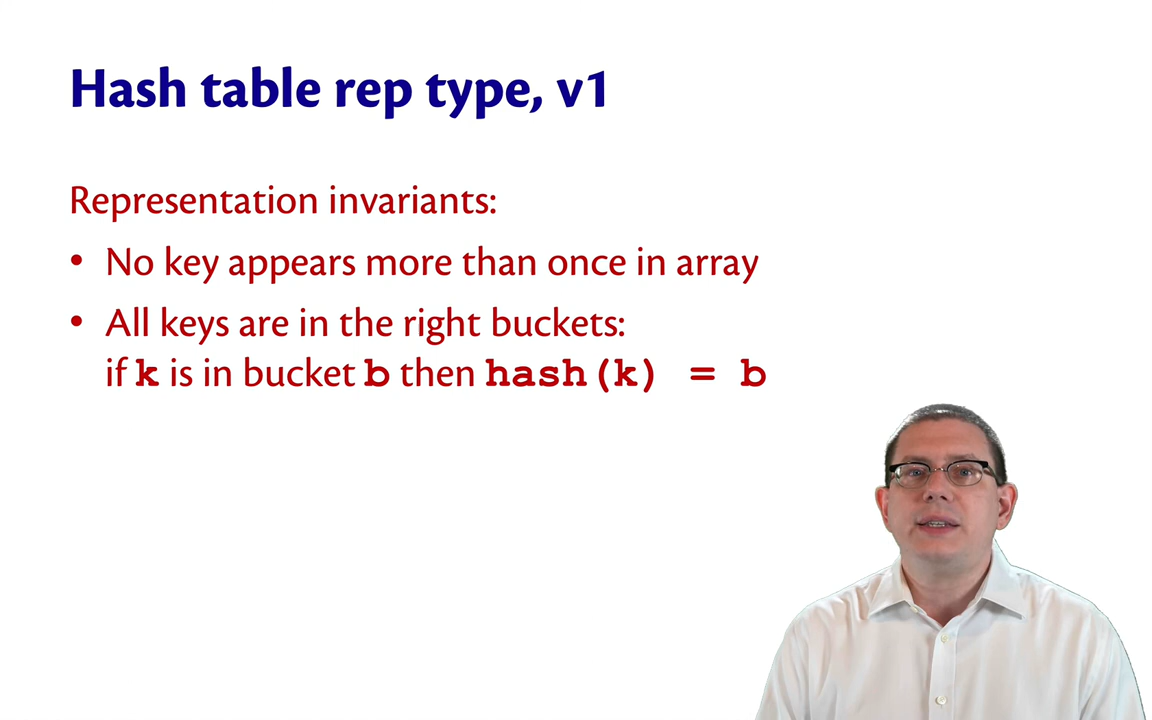 Hash table rep type, v1
Representation invariants:
• No key appears more than once in array
• All keys are in the right buckets:
if k is in bucket b then hash(k) = b